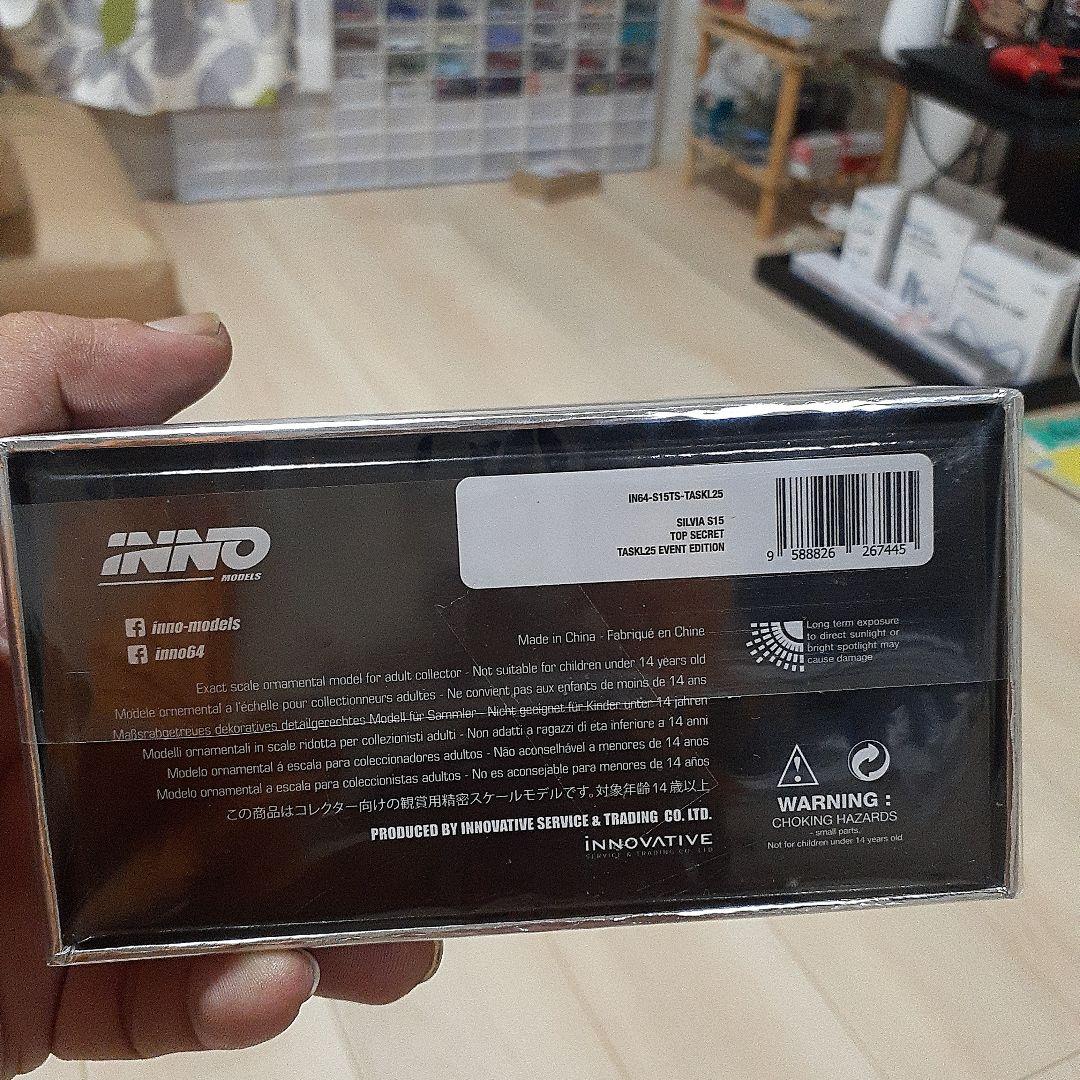 IN64-S15TS-TASKL25
SILVIA S15
TOP SECRET
TASKL25 EVENT EDITION
9 588826 267445
INNO
MODELS
inno-models
inno64
Made in China - Fabriqué en Chine
Long term exposure
to direct sunlight or
bright spotlight may
cause damage
Exact scale ornamental model for adult collector - Not suitable for children under 14 years old
Modele ornemental a l'échelle pour collectionneurs adultes - Ne convient pas aux enfants de moins de 14 ans
Maßsrabgetreues dekoratives detailgerechtes Modell für Sammler - Nicht geeignet für Kinder unter 14 jahren
Modelli ornamentali in scale ridotta per collezionisti adulti - Non adatti a ragazzi di eta inferiore a 14 anni
Modelo ornamental á escala para coleccionadores adultos - Não aconselhável a menores de 14 anos
Modelo ornamental a escala para coleccionistas adultos - No es aconsejable para menores de 14 años
この商品はコレクター向けの観賞用精密スケールモデルです。対象年齢14歳以上
PRODUCED BY INNOVATIVE SERVICE & TRADING CO. LTD.
INNOVATIVE
SERVICE & TRADING CO. LTD
WARNING :
CHOKING HAZARDS
- small parts.
Not for children under 14 years old